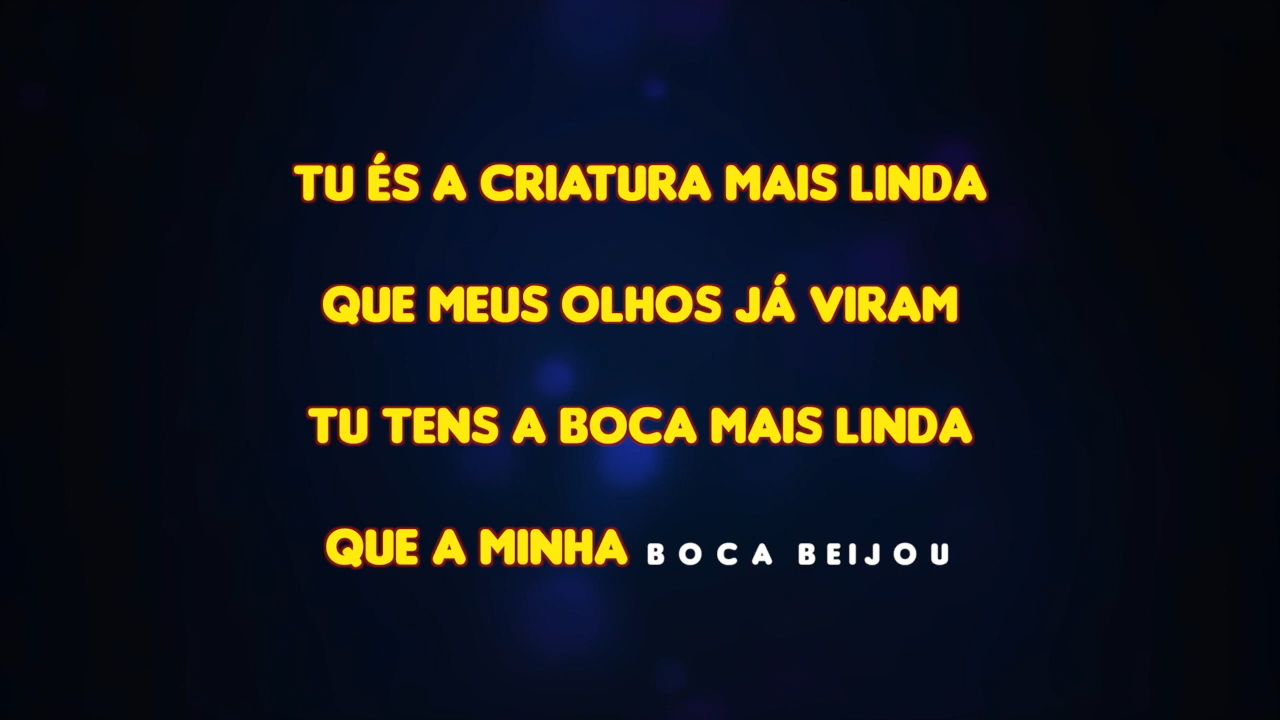 TU ÉS A CRIATURA MAIS LINDA
QUE MEUS OLHOS JÁ VIRAM
TU TENS A BOCA MAIS LINDA
QUE A MINHA BOCA BEIJOU